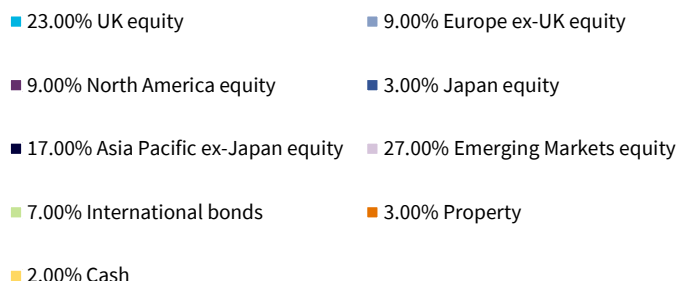 23.00% UK equity
9.00% Europe ex-UK equity
9.00% North America equity
3.00% Japan equity
17.00% Asia Pacific ex-Japan equity
27.00% Emerging Markets equity
7.00% International bonds
3.00% Property
2.00% Cash